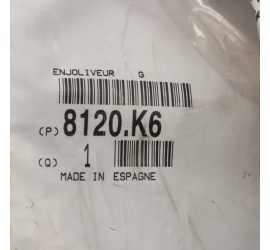 ENJOLIVEUR G
(P) 8120.K6
(Q) 1
MADE IN ESPAGNE